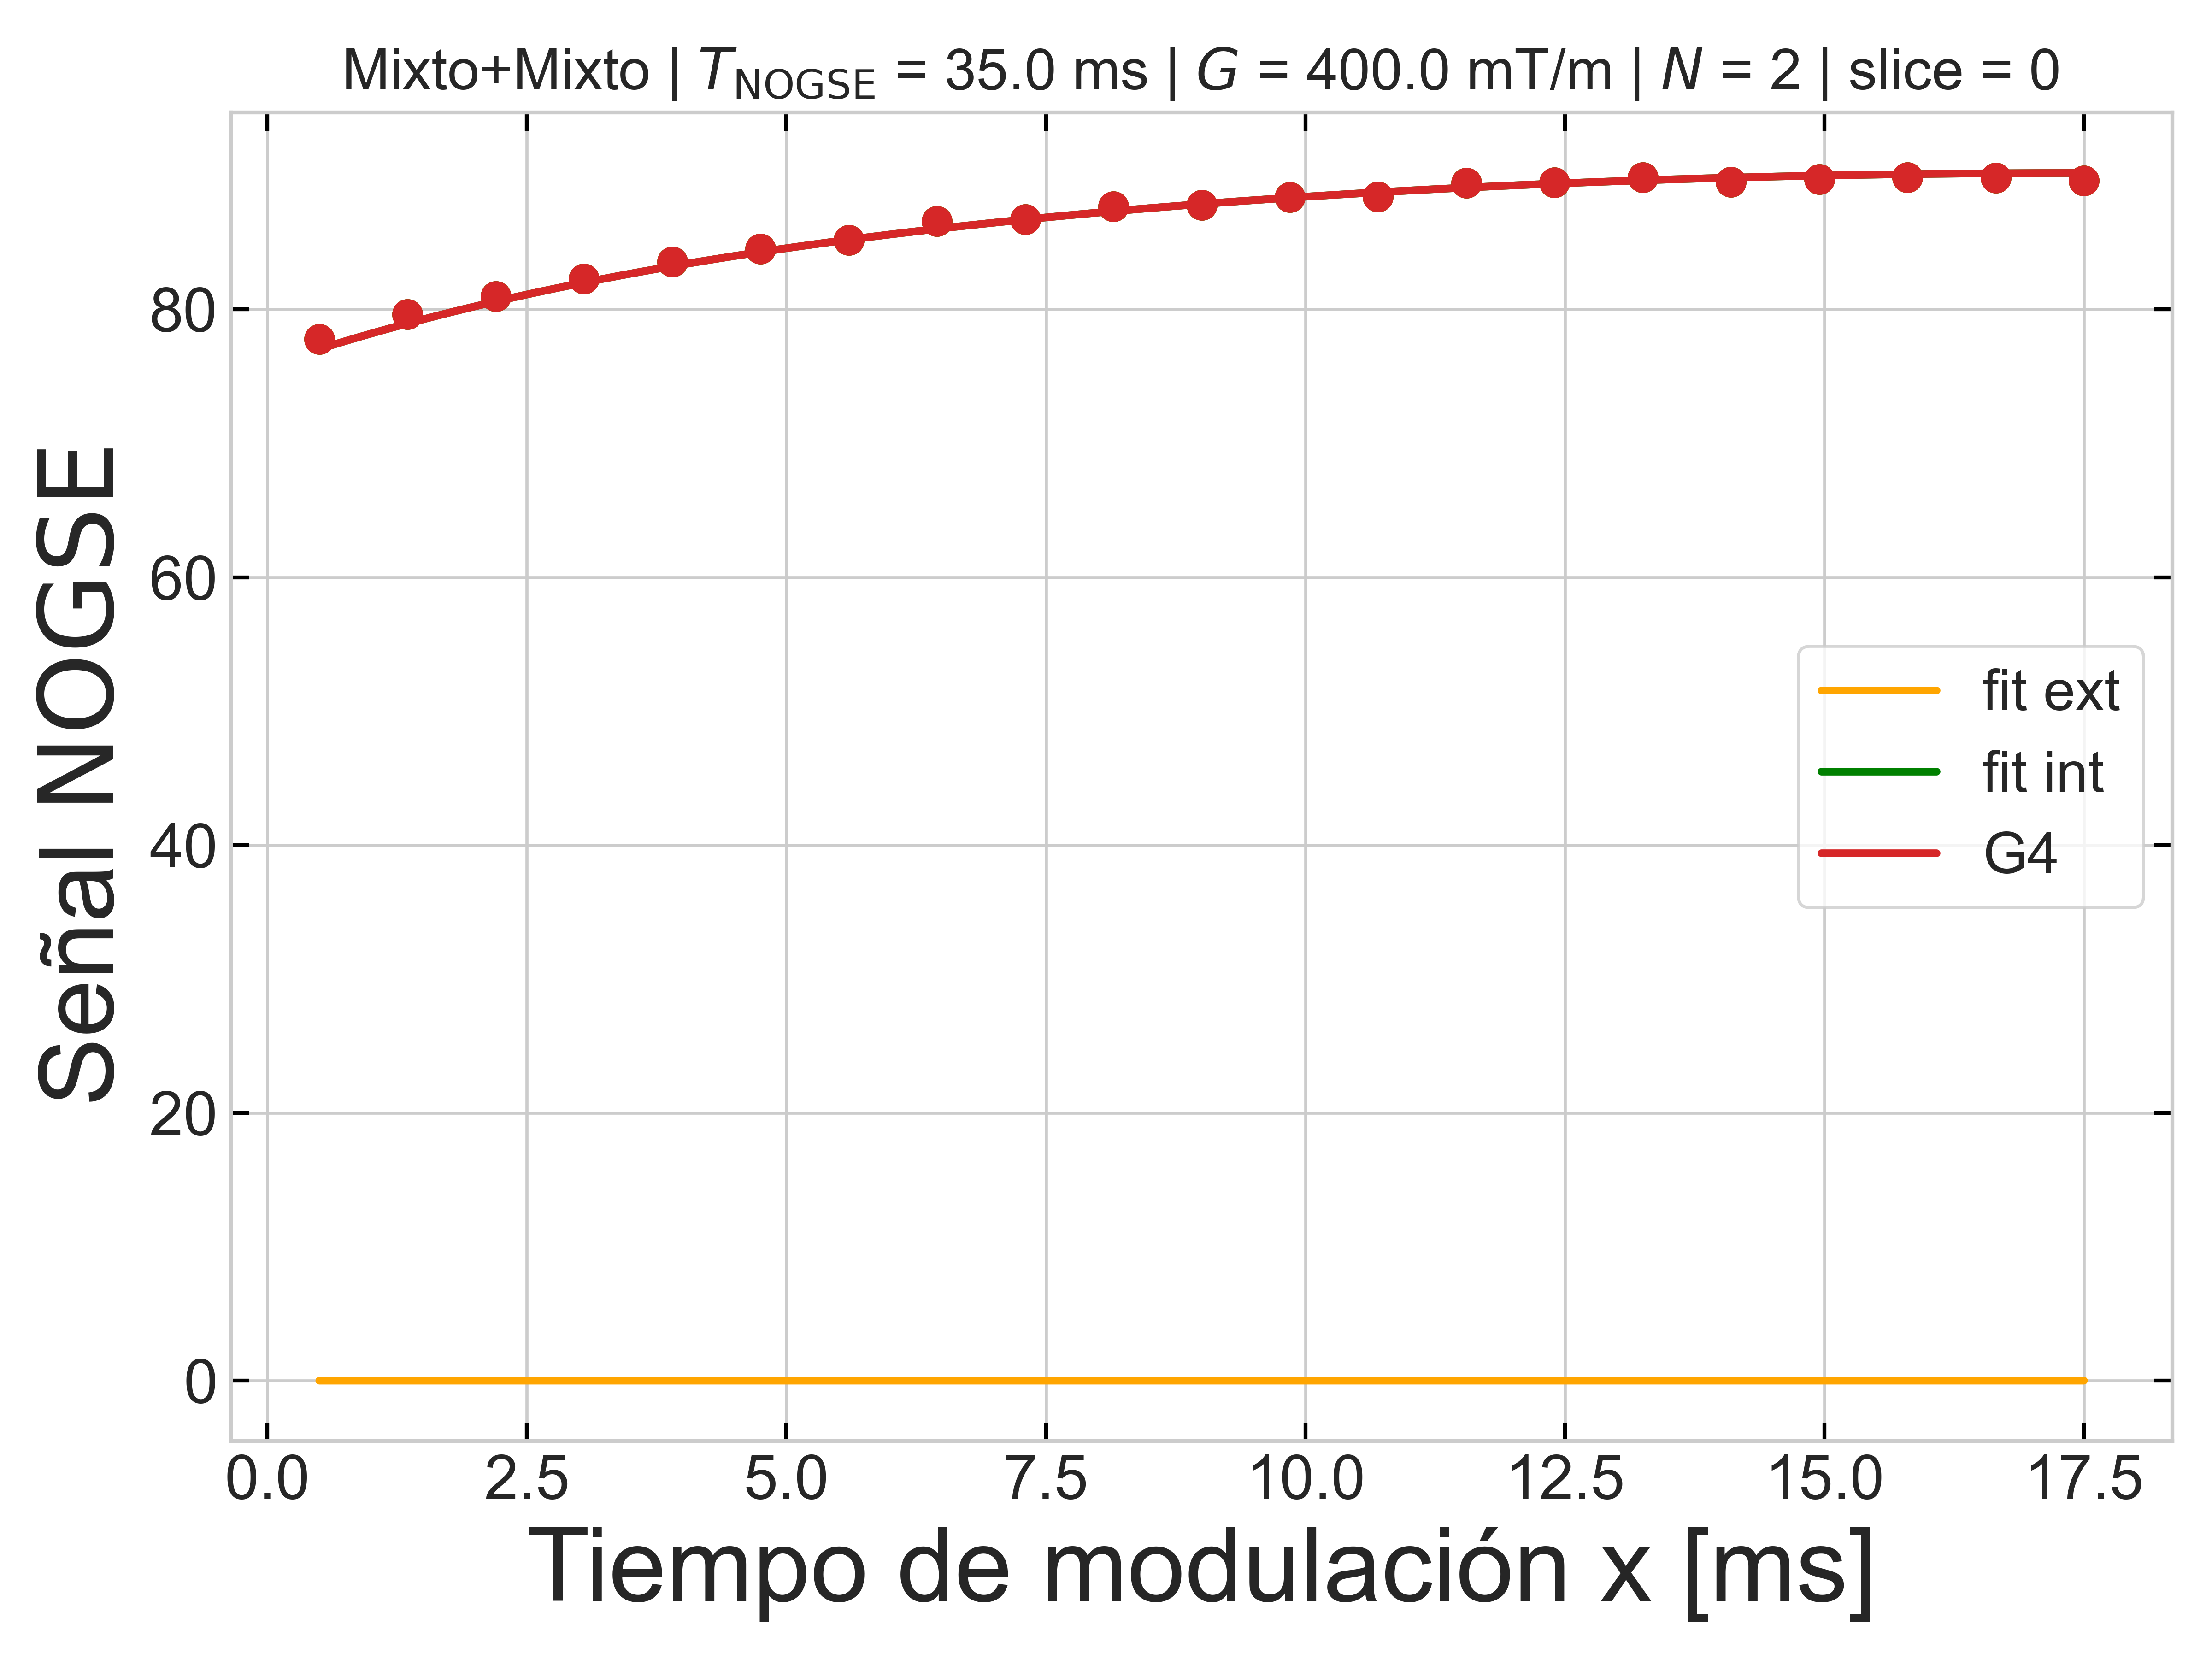 Mixto+Mixto | T_NOGSE = 35.0 ms | G = 400.0 mT/m | N = 2 | slice = 0
Señal NOGSE
80
60
40
20
0
fit ext
fit int
G4
0.0 2.5 5.0 7.5 10.0 12.5 15.0 17.5
Tiempo de modulación x [ms]